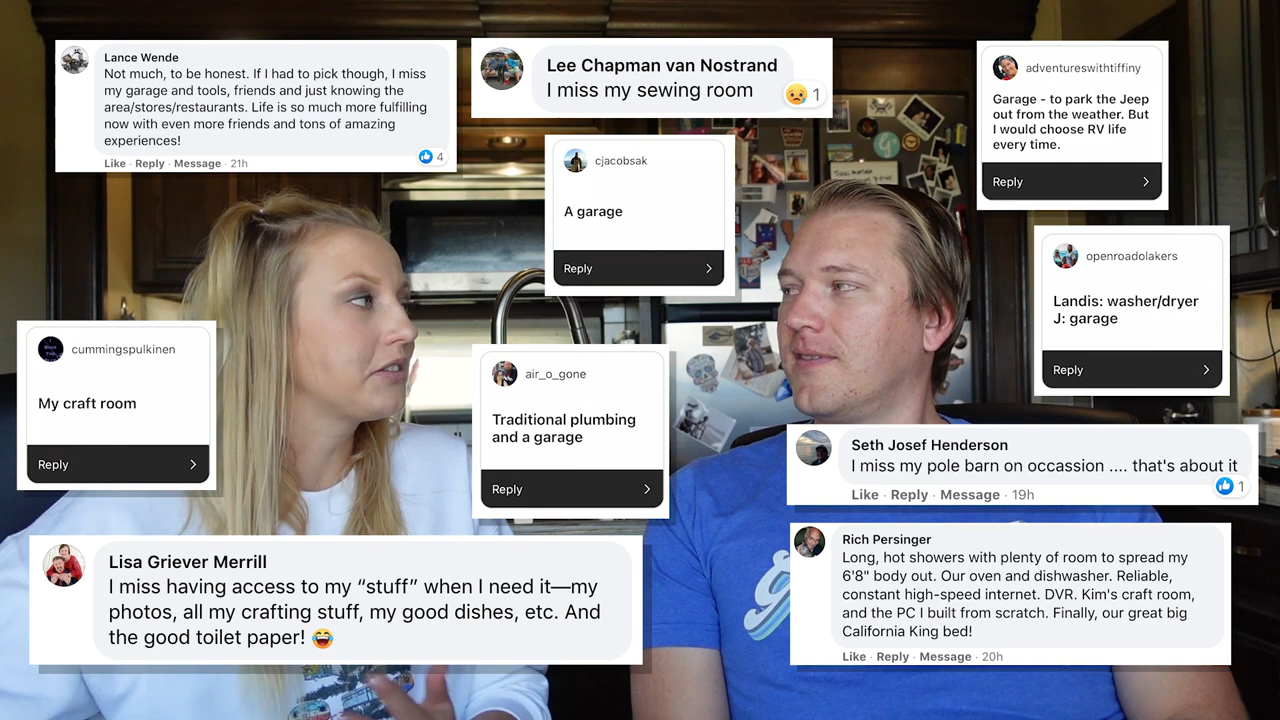 Lance Wende
Not much, to be honest. If I had to pick though, I miss
my garage and tools, friends and just knowing the
area/stores/restaurants. Life is so much more fulfilling
now with even more friends and tons of amazing
experiences!
Like · Reply · Message · 21h
4
Lee Chapman van Nostrand
I miss my sewing room
1
adventureswithtiffiny
Garage - to park the Jeep
out from the weather. But
I would choose RV life
every time.
Reply
cjacobsak
A garage
Reply
openroadolakers
Landis: washer/dryer
J: garage
Reply
cummingspulkinen
My craft room
Reply
air_o_gone
Traditional plumbing
and a garage
Reply
Seth Josef Henderson
I miss my pole barn on occassion .... that's about it
1
Like · Reply · Message · 19h
Lisa Griever Merrill
I miss having access to my “stuff” when I need it—my
photos, all my crafting stuff, my good dishes, etc. And
the good toilet paper! 😂
Rich Persinger
Long, hot showers with plenty of room to spread my
6'8" body out. Our oven and dishwasher. Reliable,
constant high-speed internet. DVR. Kim's craft room,
and the PC I built from scratch. Finally, our great big
California King bed!
Like · Reply · Message · 20h